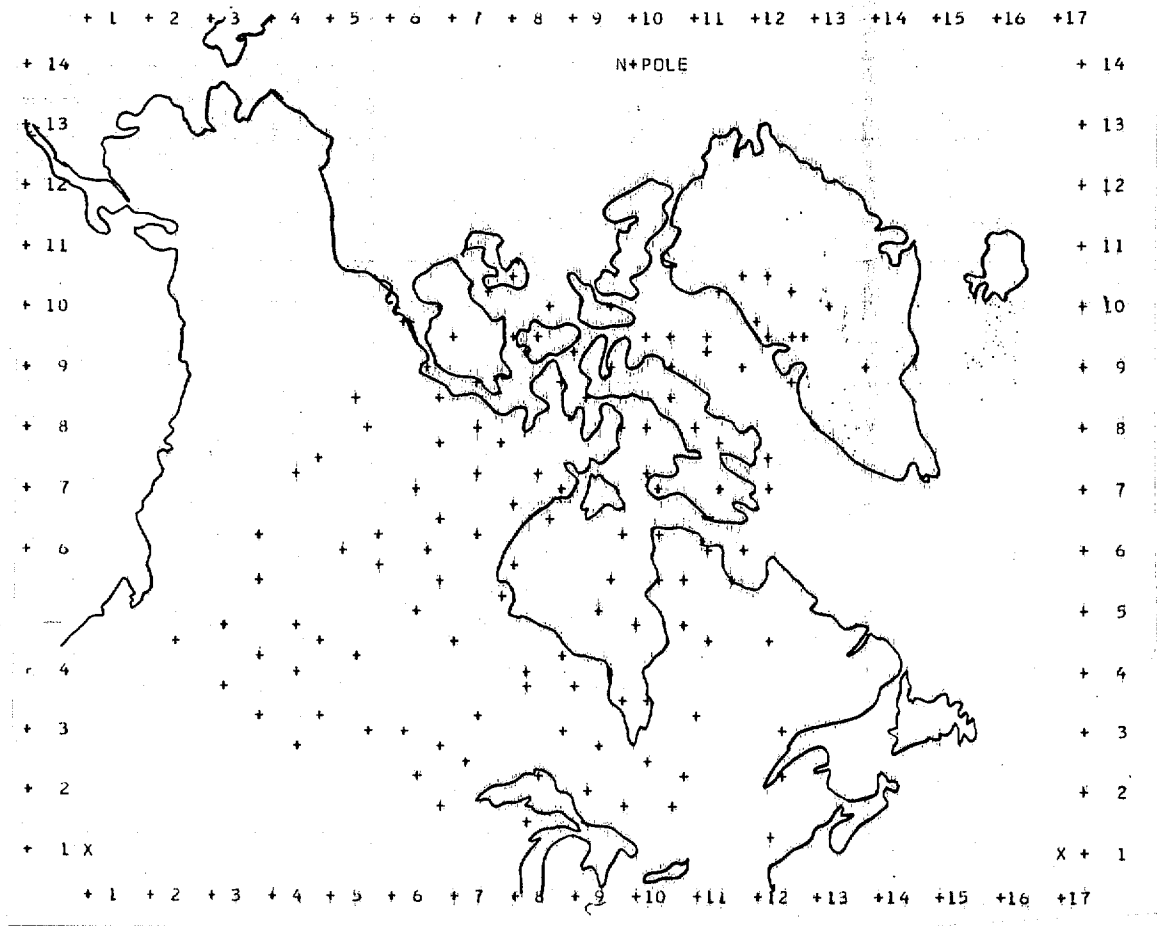 + 1 + 2 + 3 + 4 + 5 + 6 + 7 + 8 + 9 +10 +11 +12 +13 +14 +15 +16 +17
+ 14 N+POLE + 14
+ 13 + 13
+ 12 + 12
+ 11 + 11
+ 10 + 10
+ 9 + 9
+ 8 + 8
+ 7 + 7
+ 6 + 6
+ 5 + 5
4 + 4
+ 3 + 3
+ 2 + 2
+ 1 X X + 1
+ 1 + 2 + 3 + 4 + 5 + 6 + 7 + 8 + 9 +10 +11 +12 +13 +14 +15 +16 +17